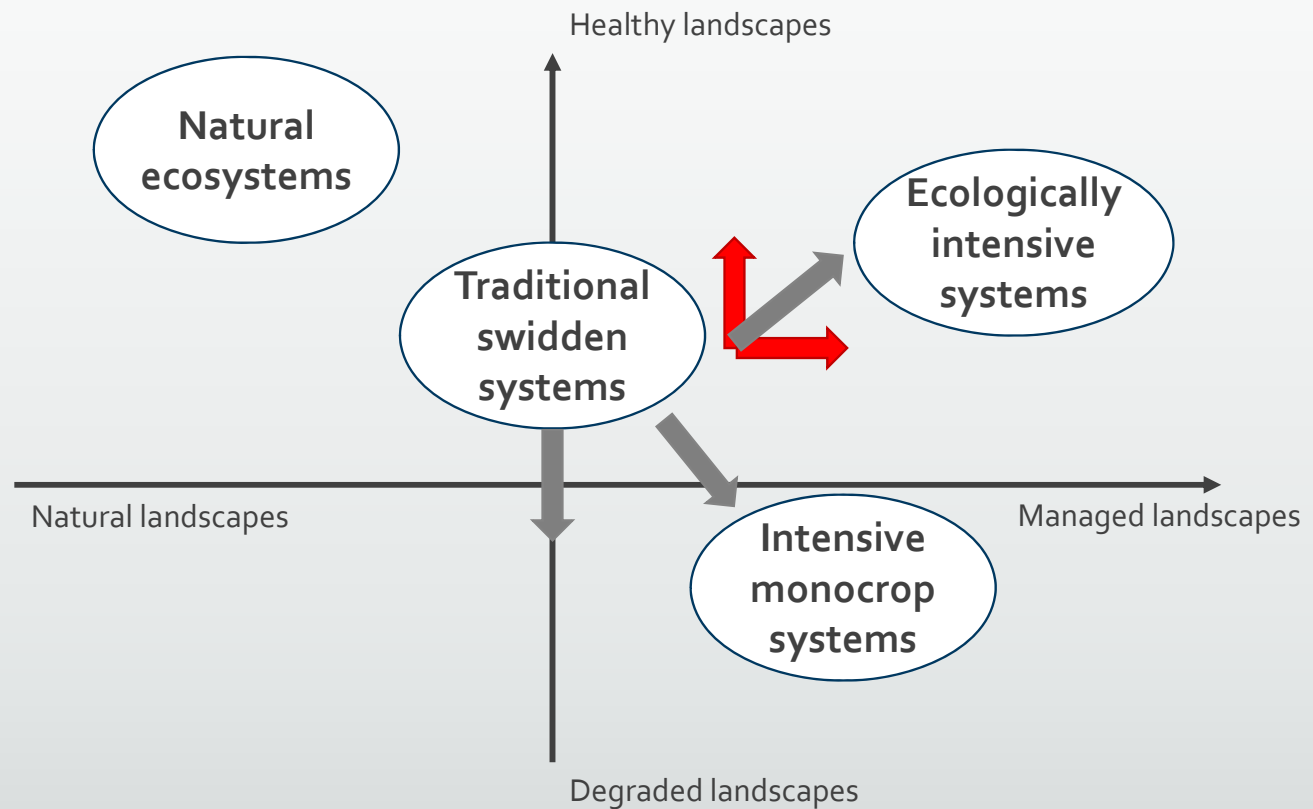 Healthy landscapes
Natural
ecosystems
Ecologically
intensive
systems
Traditional
swidden
systems
Natural landscapes
Managed landscapes
Intensive
monocrop
systems
Degraded landscapes